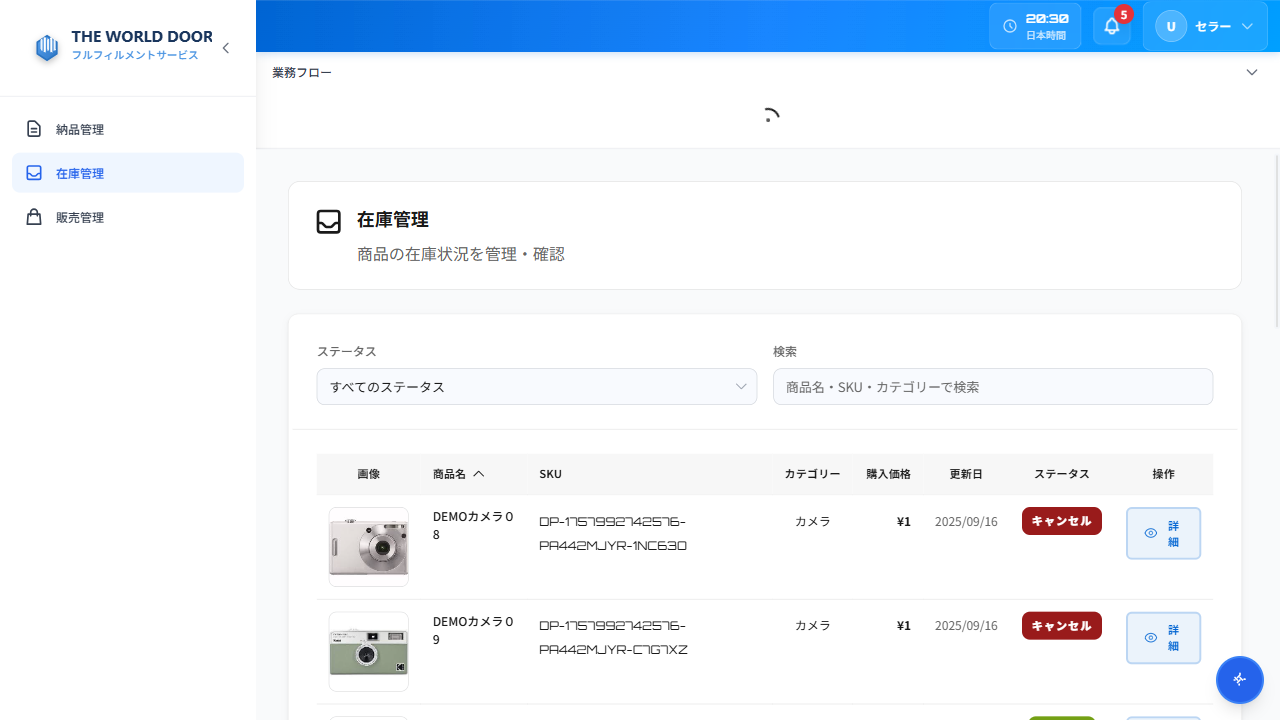 THE WORLD DOOR
フルフィルメントサービス
20:30
日本時間
5
U
セラー
業務フロー
納品管理
在庫管理
販売管理
在庫管理
商品の在庫状況を管理・確認
ステータス
検索
すべてのステータス
商品名・SKU・カテゴリーで検索
画像 商品名 SKU カテゴリー 購入価格 更新日 ステータス 操作
DEMOカメラ08
DP-1757992742576-PA442MJYR-1NC630
カメラ
¥1
2025/09/16
キャンセル
詳細
DEMOカメラ09
DP-1757992742576-PA442MJYR-C7G7XZ
カメラ
¥1
2025/09/16
キャンセル
詳細